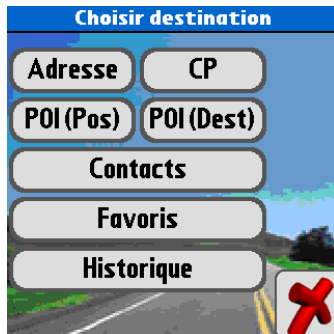 Choisir destination
Adresse CP
POI (Pos) POI (Dest)
Contacts
Favoris
Historique